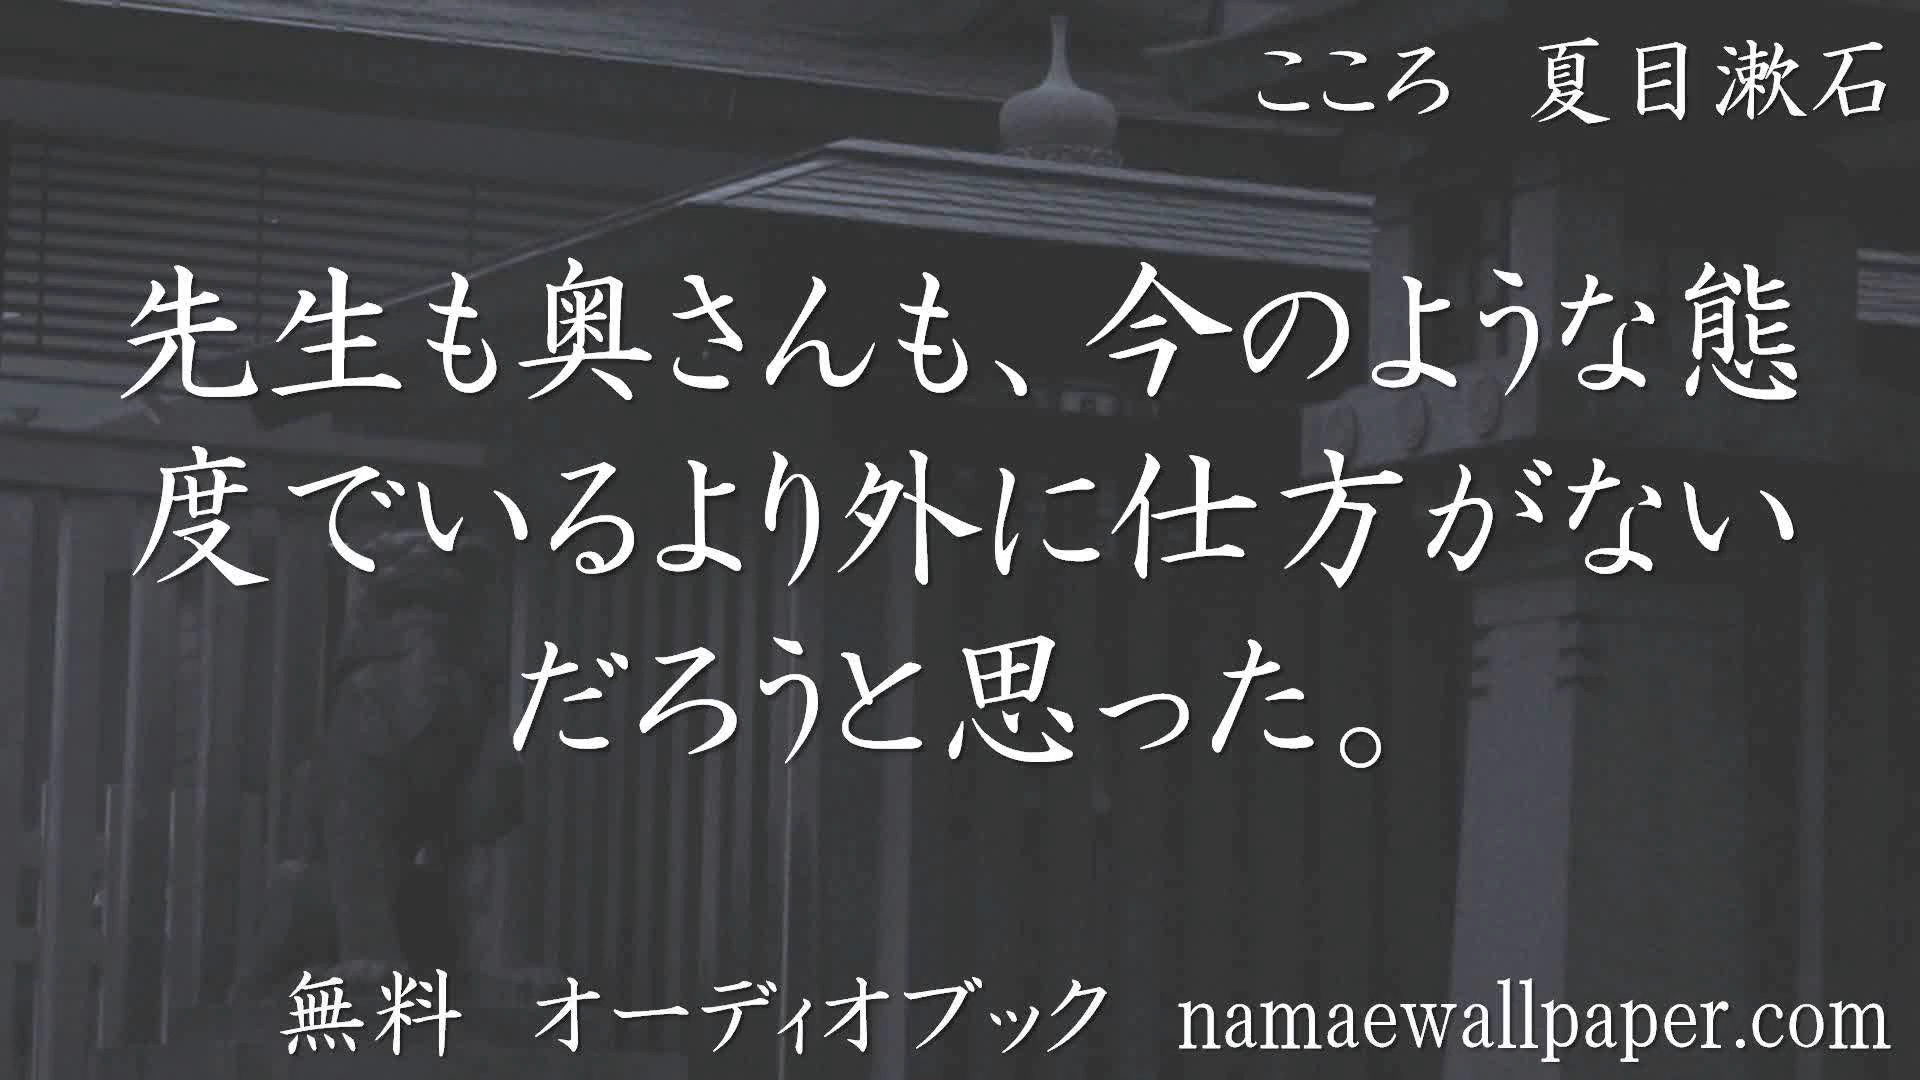 こころ　夏目漱石
先生も奥さんも、今のような態
度でいるより外に仕方がない
だろうと思った。
無料　オーディオブック　namaewallpaper.com